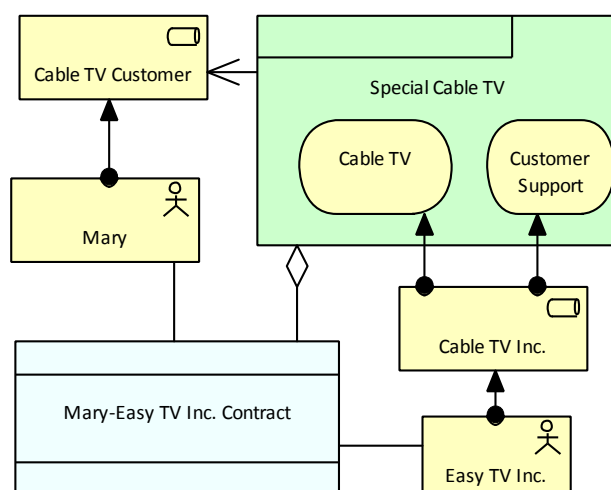 Cable TV Customer
Special Cable TV
Cable TV
Customer
Support
Mary
Cable TV Inc.
Mary-Easy TV Inc. Contract
Easy TV Inc.